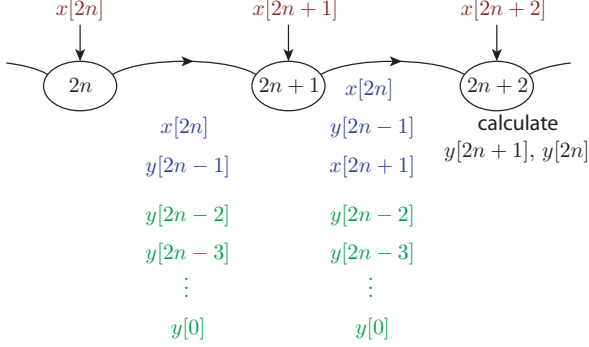 x[2n] x[2n + 1] x[2n + 2]
2n 2n + 1 2n + 2
x[2n]
calculate
x[2n] y[2n − 1] y[2n + 1], y[2n]
y[2n − 1] x[2n + 1]
y[2n − 2] y[2n − 2]
y[2n − 3] y[2n − 3]
⋮ ⋮
y[0] y[0]